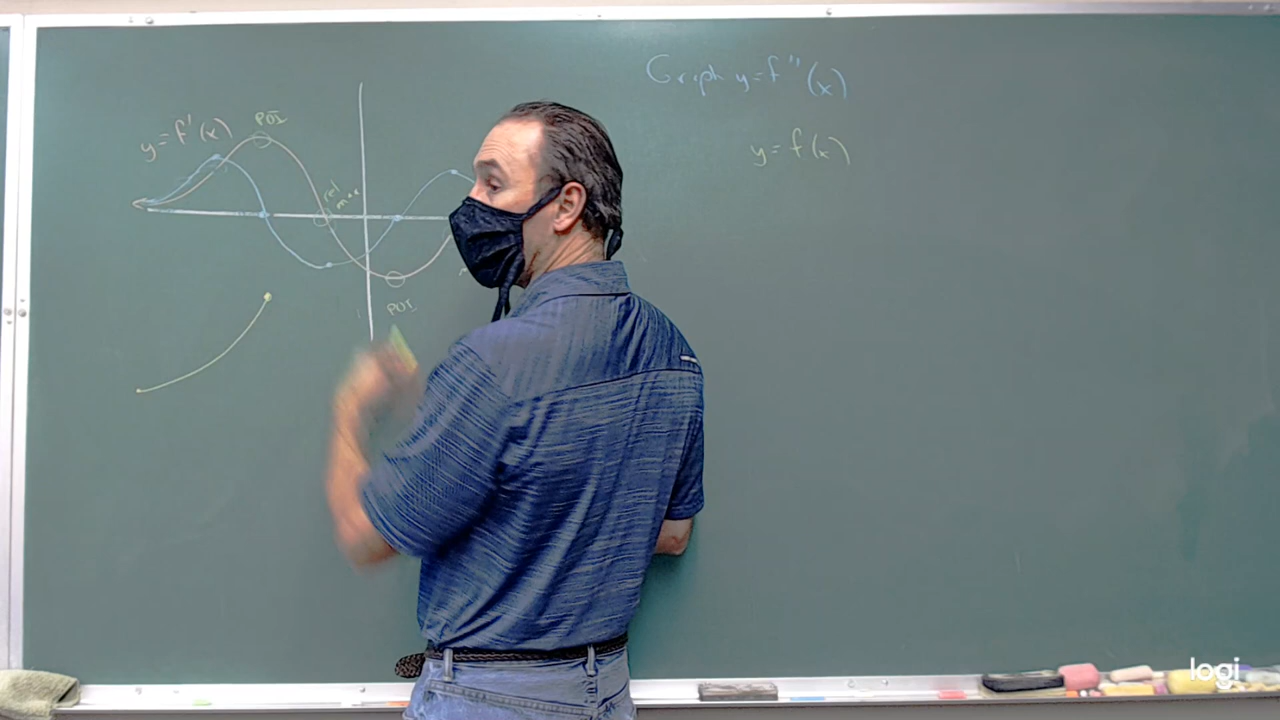 Graph y=f"(x)
y=f'(x)
POI
y=f(x)
rel
max
POI
logi